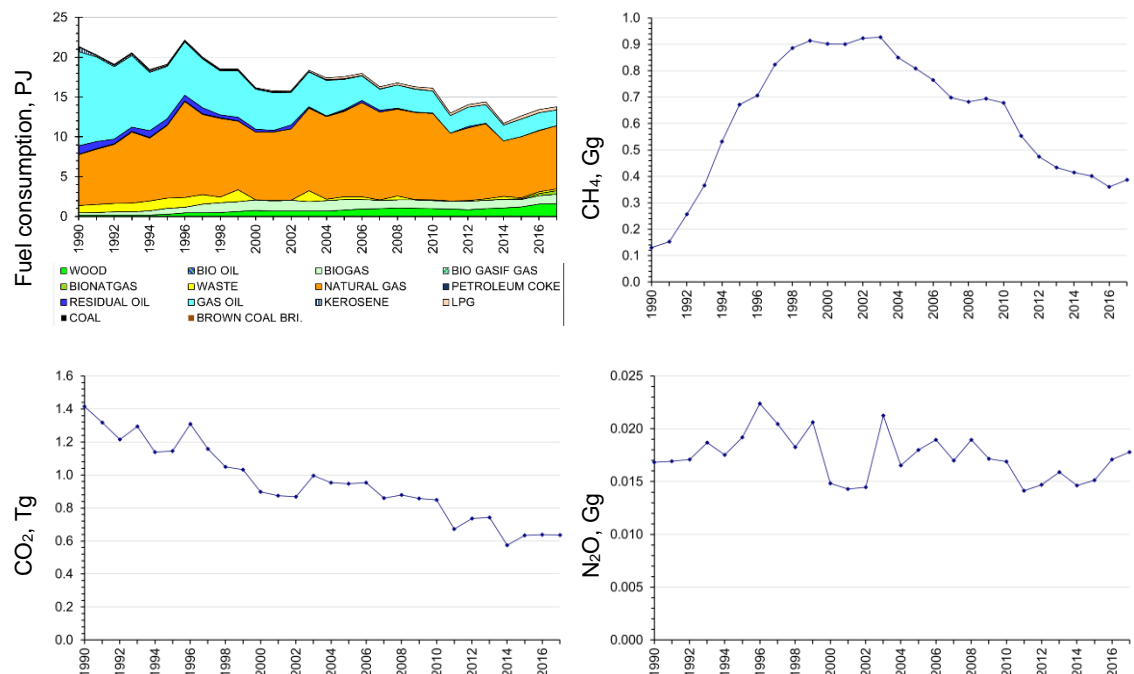 Fuel consumption, PJ
25
20
15
10
5
0
1990 1992 1994 1996 1998 2000 2002 2004 2006 2008 2010 2012 2014 2016
WOOD BIO OIL BIOGAS BIO GASIF GAS
BIONATGAS WASTE NATURAL GAS PETROLEUM COKE
RESIDUAL OIL GAS OIL KEROSENE LPG
COAL BROWN COAL BRI.
CH₄, Gg
1.0
0.9
0.8
0.7
0.6
0.5
0.4
0.3
0.2
0.1
0.0
1990 1992 1994 1996 1998 2000 2002 2004 2006 2008 2010 2012 2014 2016
CO₂, Tg
1.6
1.4
1.2
1.0
0.8
0.6
0.4
0.2
0.0
1990 1992 1994 1996 1998 2000 2002 2004 2006 2008 2010 2012 2014 2016
N₂O, Gg
0.025
0.020
0.015
0.010
0.005
0.000
1990 1992 1994 1996 1998 2000 2002 2004 2006 2008 2010 2012 2014 2016